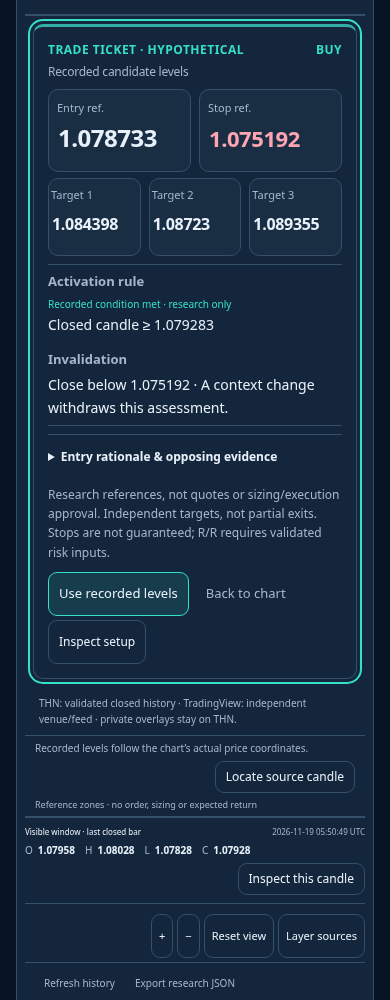 TRADE TICKET · HYPOTHETICAL BUY
Recorded candidate levels
Entry ref. Stop ref.
1.078733 1.075192
Target 1 Target 2 Target 3
1.084398 1.08723 1.089355
Activation rule
Recorded condition met · research only
Closed candle ≥ 1.079283
Invalidation
Close below 1.075192 · A context change
withdraws this assessment.
▶ Entry rationale & opposing evidence
Research references, not quotes or sizing/execution
approval. Independent targets, not partial exits.
Stops are not guaranteed; R/R requires validated
risk inputs.
Use recorded levels Back to chart
Inspect setup
THN: validated closed history · TradingView: independent
venue/feed · private overlays stay on THN.
Recorded levels follow the chart's actual price coordinates.
Locate source candle
Reference zones · no order, sizing or expected return
Visible window · last closed bar 2026-11-19 05:50:49 UTC
O 1.07958 H 1.08028 L 1.07828 C 1.07928
Inspect this candle
+ − Reset view Layer sources
Refresh history Export research JSON